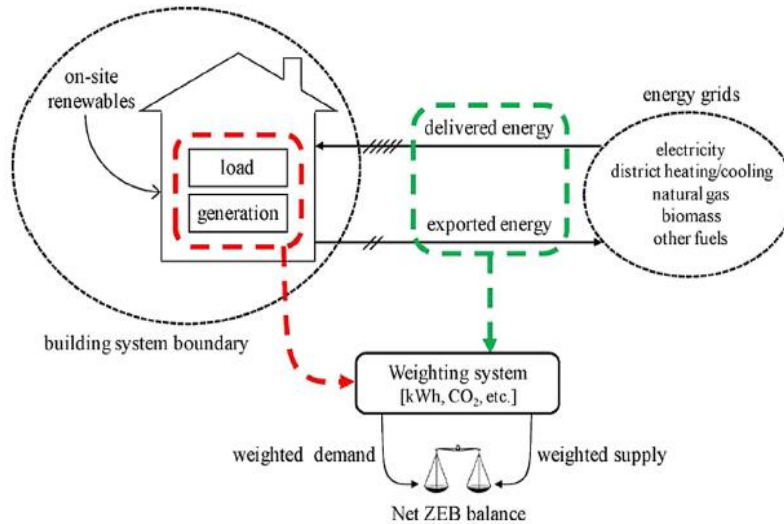 on-site
renewables
load
generation
building system boundary
delivered energy
exported energy
energy grids
electricity
district heating/cooling
natural gas
biomass
other fuels
Weighting system
[kWh, CO₂, etc.]
weighted demand
weighted supply
Net ZEB balance